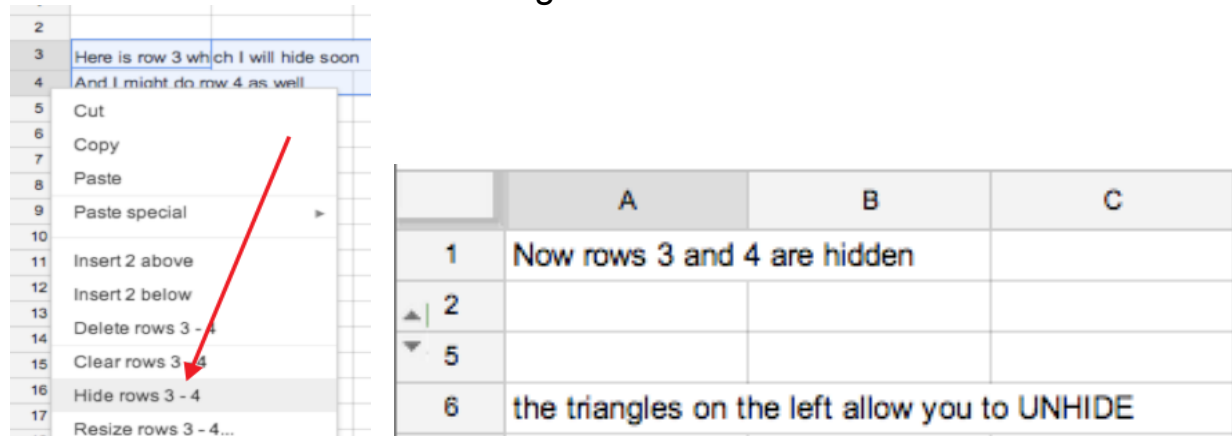 2
3 Here is row 3 which I will hide soon
4 And I might do row 4 as well
5 Cut
6
Copy
7
8 Paste
9 Paste special
10
11 Insert 2 above
12 Insert 2 below
13
Delete rows 3 - 4
14
15 Clear rows 3 - 4
16 Hide rows 3 - 4
17
Resize rows 3 - 4...
A B C
1 Now rows 3 and 4 are hidden
2
5
6 the triangles on the left allow you to UNHIDE